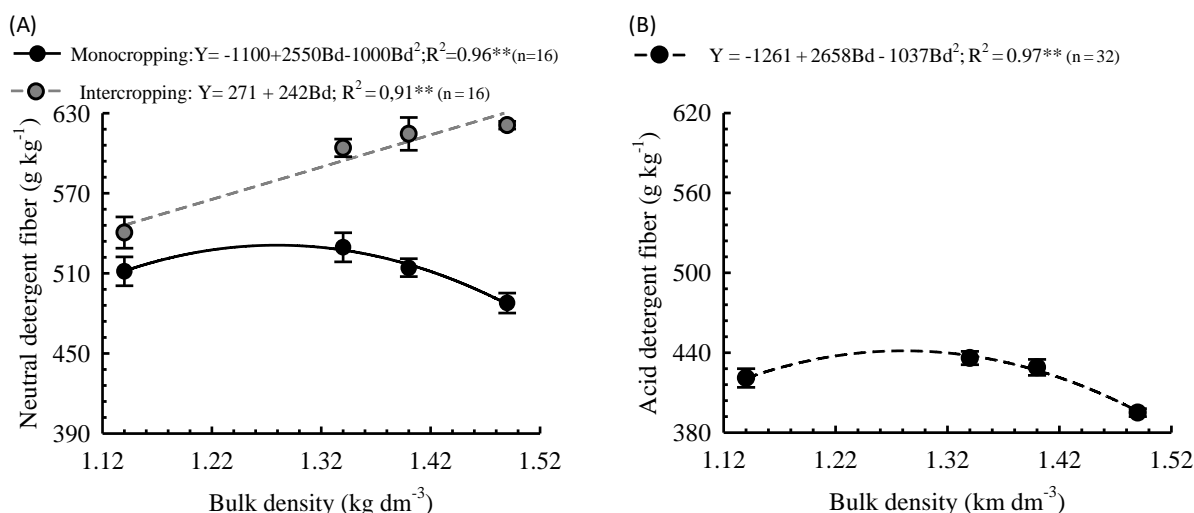 (A)
Monocropping:Y= -1100+2550Bd-1000Bd²;R²=0.96** (n=16)
Intercropping: Y= 271 + 242Bd; R² = 0,91** (n = 16)
630
570
510
450
390
Neutral detergent fiber (g kg⁻¹)
1.12 1.22 1.32 1.42 1.52
Bulk density (kg dm⁻³)
(B)
Y = -1261 + 2658Bd - 1037Bd²; R² = 0.97** (n = 32)
620
560
500
440
380
Acid detergent fiber (g kg⁻¹)
1.12 1.22 1.32 1.42 1.52
Bulk density (km dm⁻³)